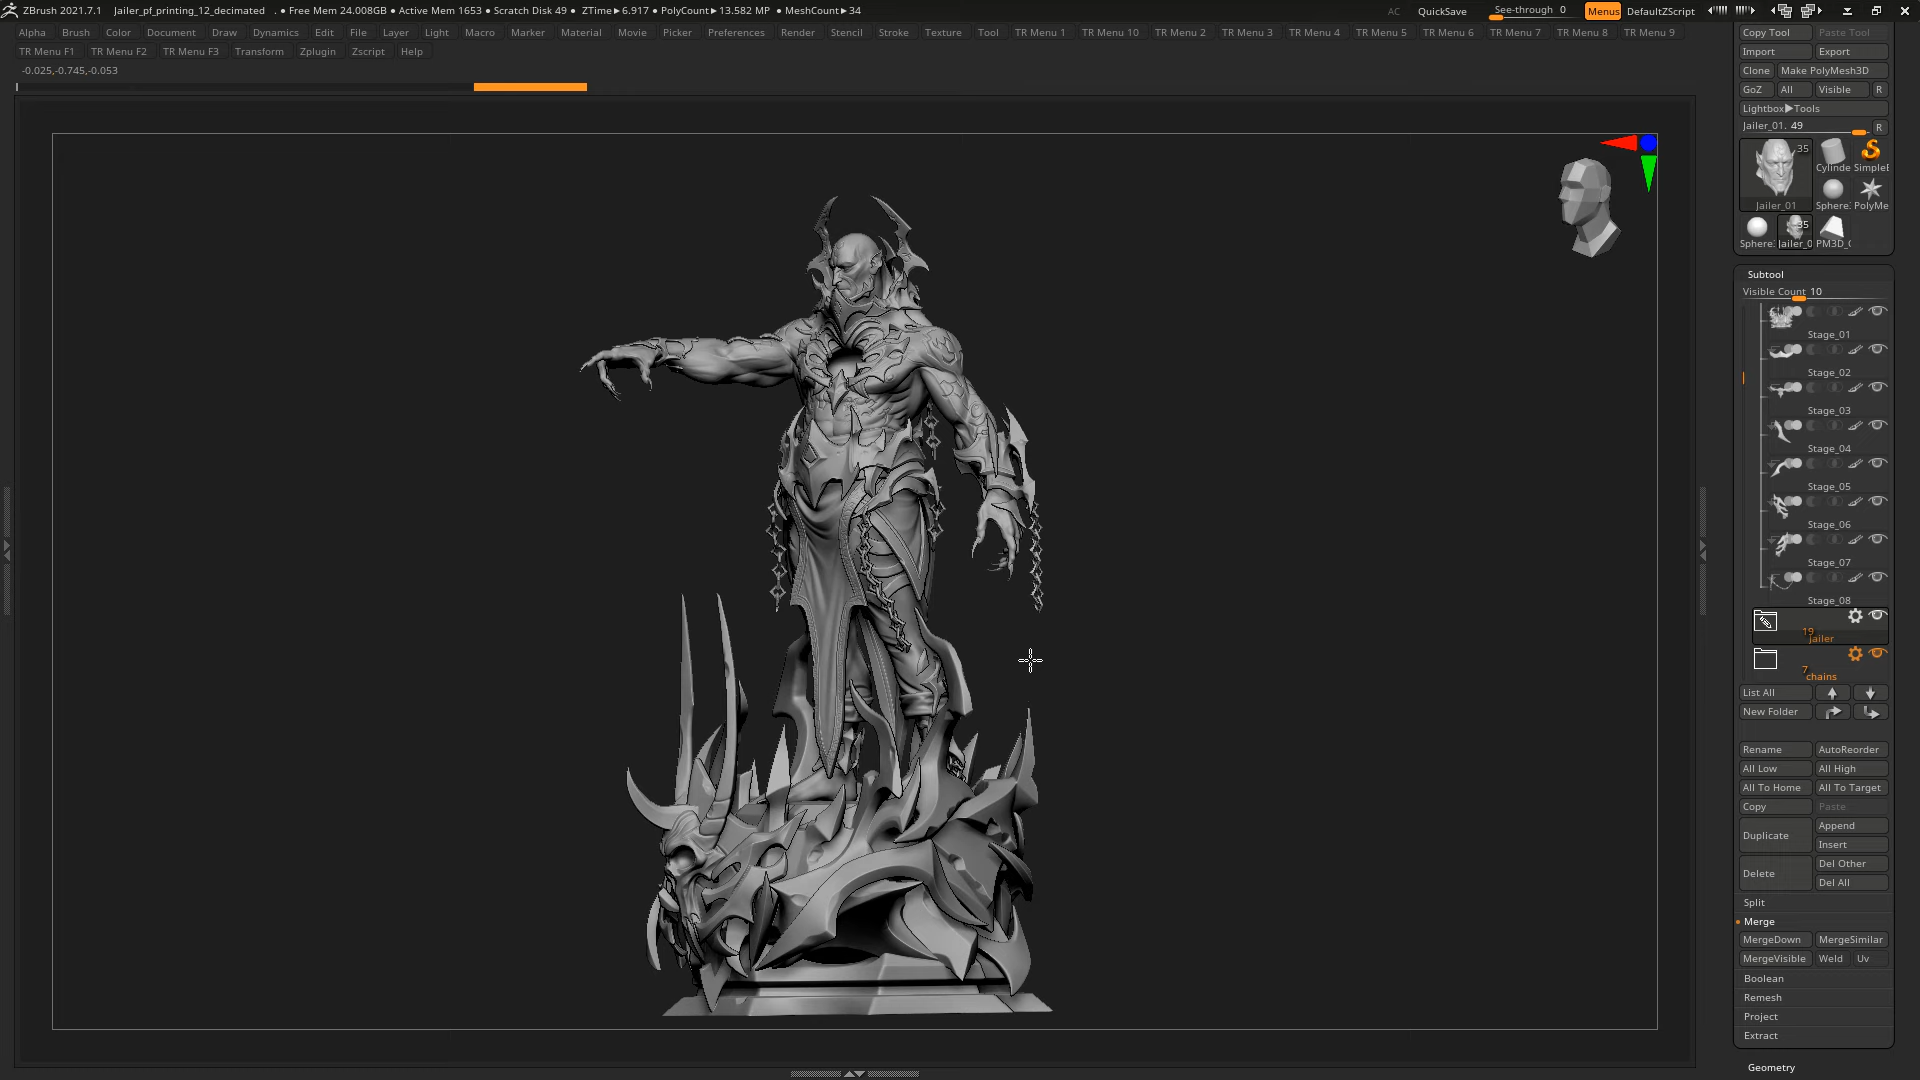 ZBrush 2021.7.1 Jailer_pf_printing_12_decimated . • Free Mem 24.008GB • Active Mem 1653 • Scratch Disk 49 • ZTime▶6.917 • PolyCount▶13.582 MP • MeshCount▶34 AC QuickSave See-through 0 Menus DefaultZScript
Alpha Brush Color Document Draw Dynamics Edit File Layer Light Macro Marker Material Movie Picker Preferences Render Stencil Stroke Texture Tool TR Menu 1 TR Menu 10 TR Menu 2 TR Menu 3 TR Menu 4 TR Menu 5 TR Menu 6 TR Menu 7 TR Menu 8 TR Menu 9
TR Menu F1 TR Menu F2 TR Menu F3 Transform Zplugin Zscript Help
-0.025,-0.745,-0.053
Copy Tool Paste Tool
Import Export
Clone Make PolyMesh3D
GoZ All Visible R
Lightbox▶Tools
Jailer_01. 49 R
35
Cylinde SimpleE
Jailer_01 Sphere. PolyMe
35
Sphere. Jailer_0 PM3D_C
Subtool
Visible Count 10
Stage_01
Stage_02
Stage_03
Stage_04
Stage_05
Stage_06
Stage_07
Stage_08
19
jailer
7
chains
List All
New Folder
Rename AutoReorder
All Low All High
All To Home All To Target
Copy Paste
Duplicate Append
Insert
Delete Del Other
Del All
Split
Merge
MergeDown MergeSimilar
MergeVisible Weld Uv
Boolean
Remesh
Project
Extract
Geometry